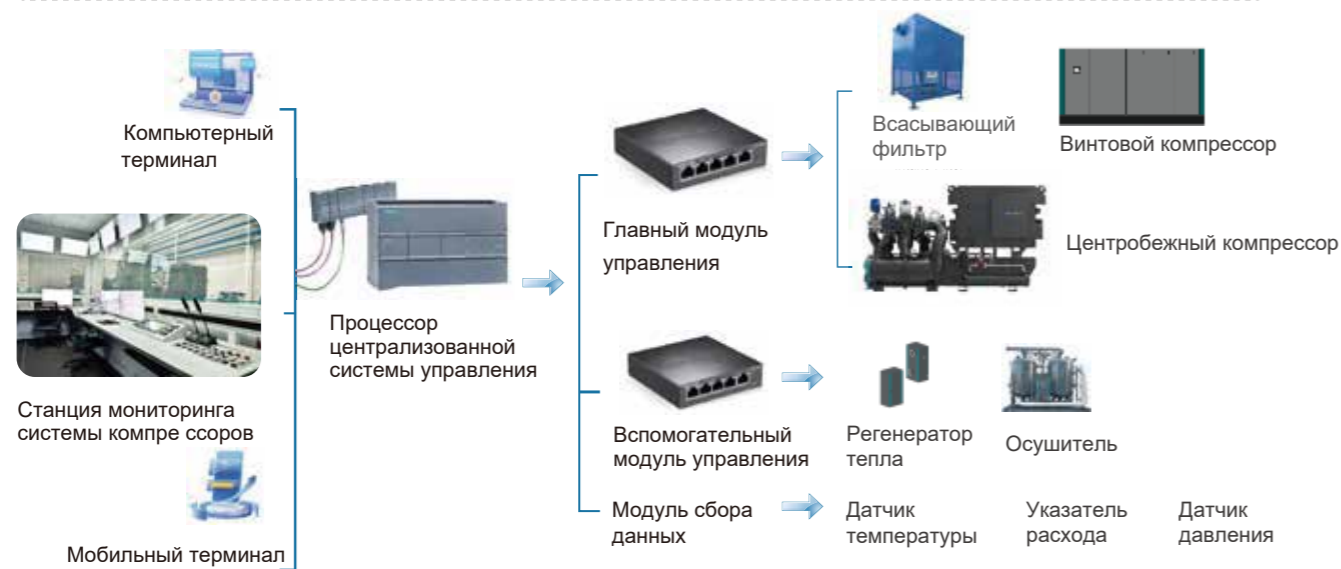 Компьютерный
терминал
Станция мониторинга
системы компре ссоров
Мобильный терминал
Процессор
централизованной
системы управления
Главный модуль
управления
Всасывающий
фильтр
Винтовой компрессор
Центробежный компрессор
Вспомогательный
модуль управления
Регенератор
тепла
Осушитель
Модуль сбора
данных
Датчик
температуры
Указатель
расхода
Датчик
давления